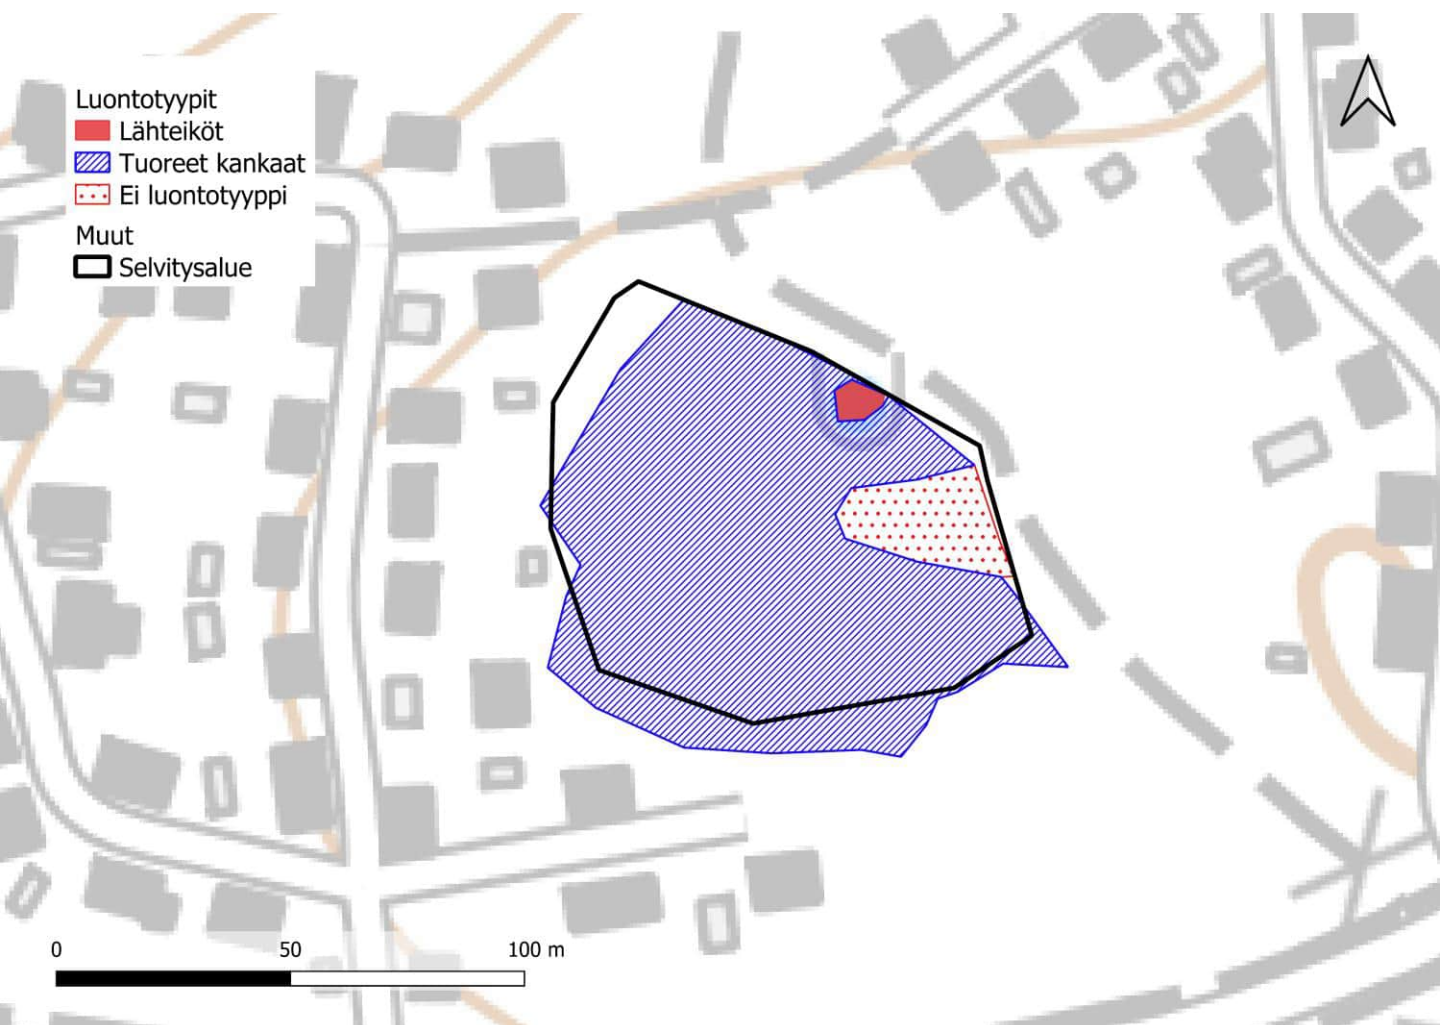 Luontotyypit
Lähteiköt
Tuoreet kankaat
Ei luontotyyppi
Muut
Selvitysalue
0 50 100 m